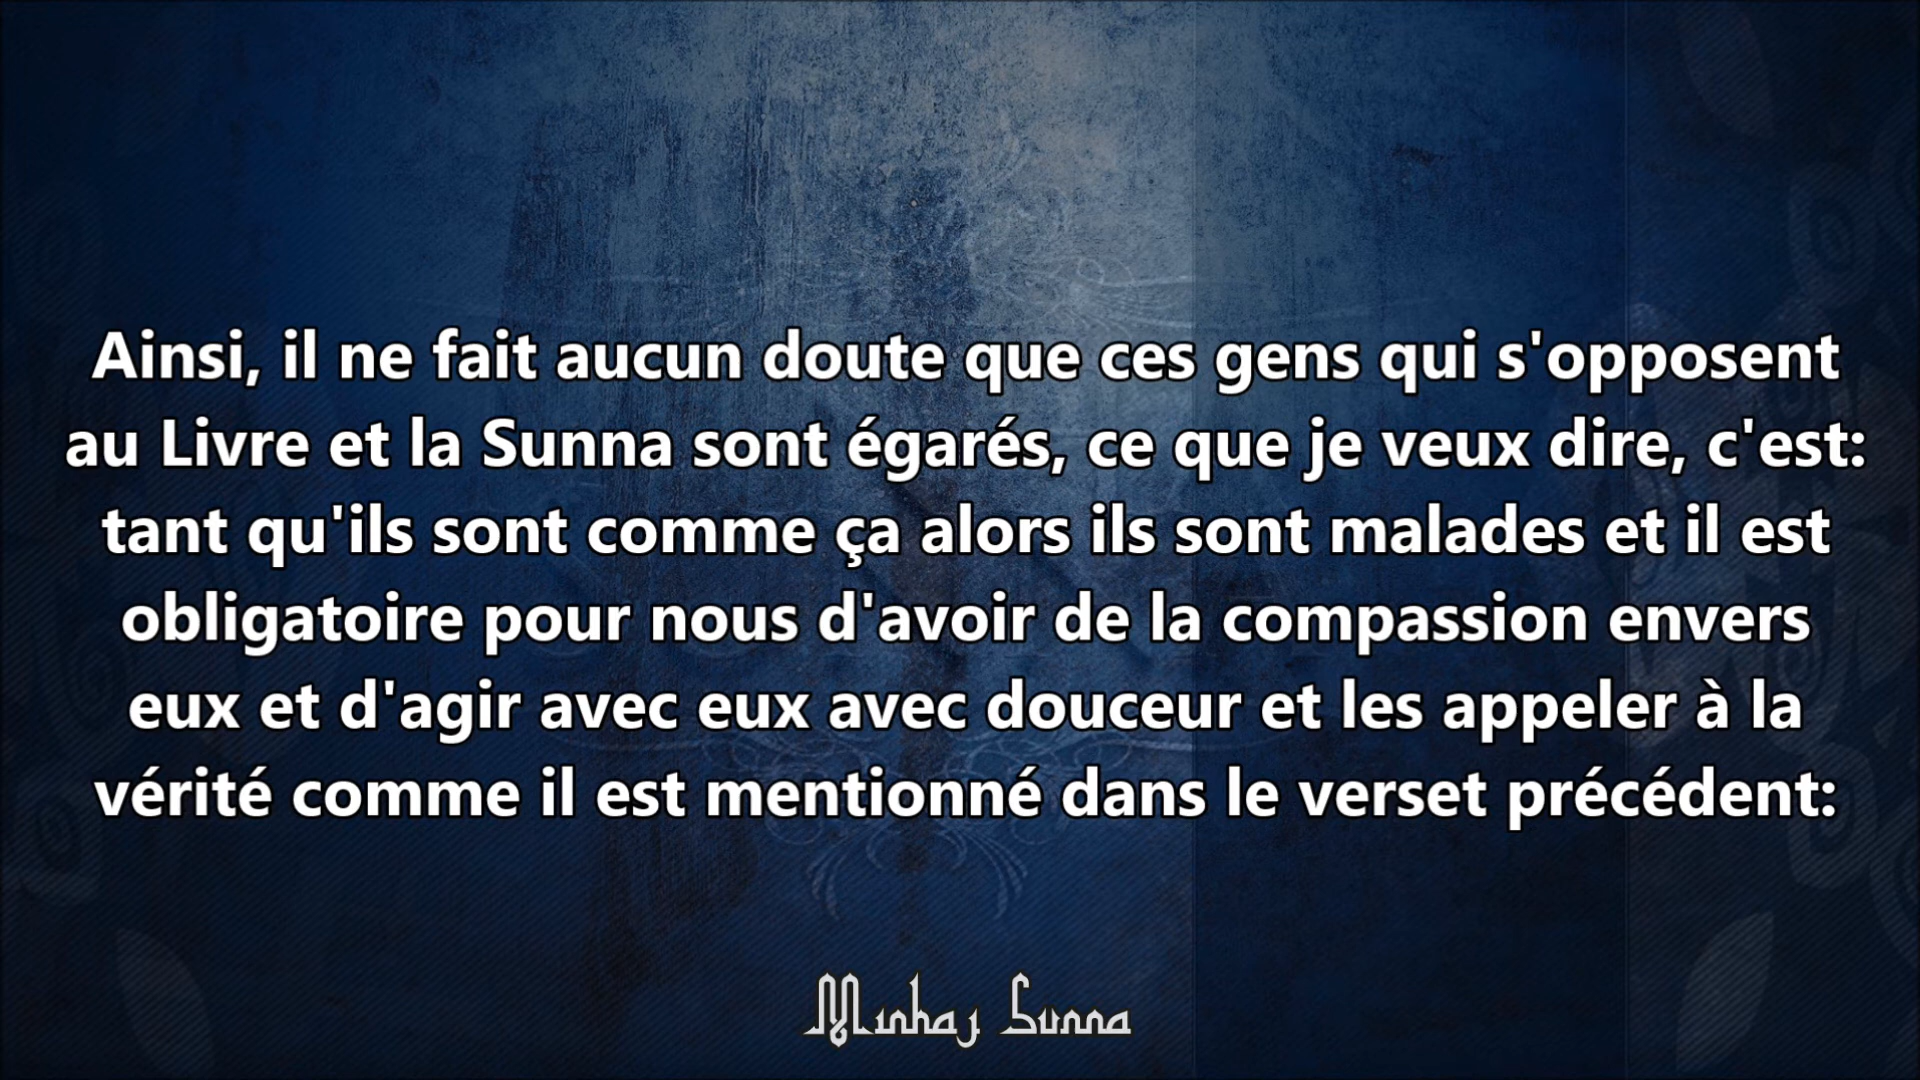 Ainsi, il ne fait aucun doute que ces gens qui s'opposent
au Livre et la Sunna sont égarés, ce que je veux dire, c'est:
tant qu'ils sont comme ça alors ils sont malades et il est
obligatoire pour nous d'avoir de la compassion envers
eux et d'agir avec eux avec douceur et les appeler à la
vérité comme il est mentionné dans le verset précédent:
Minhaj Sunna